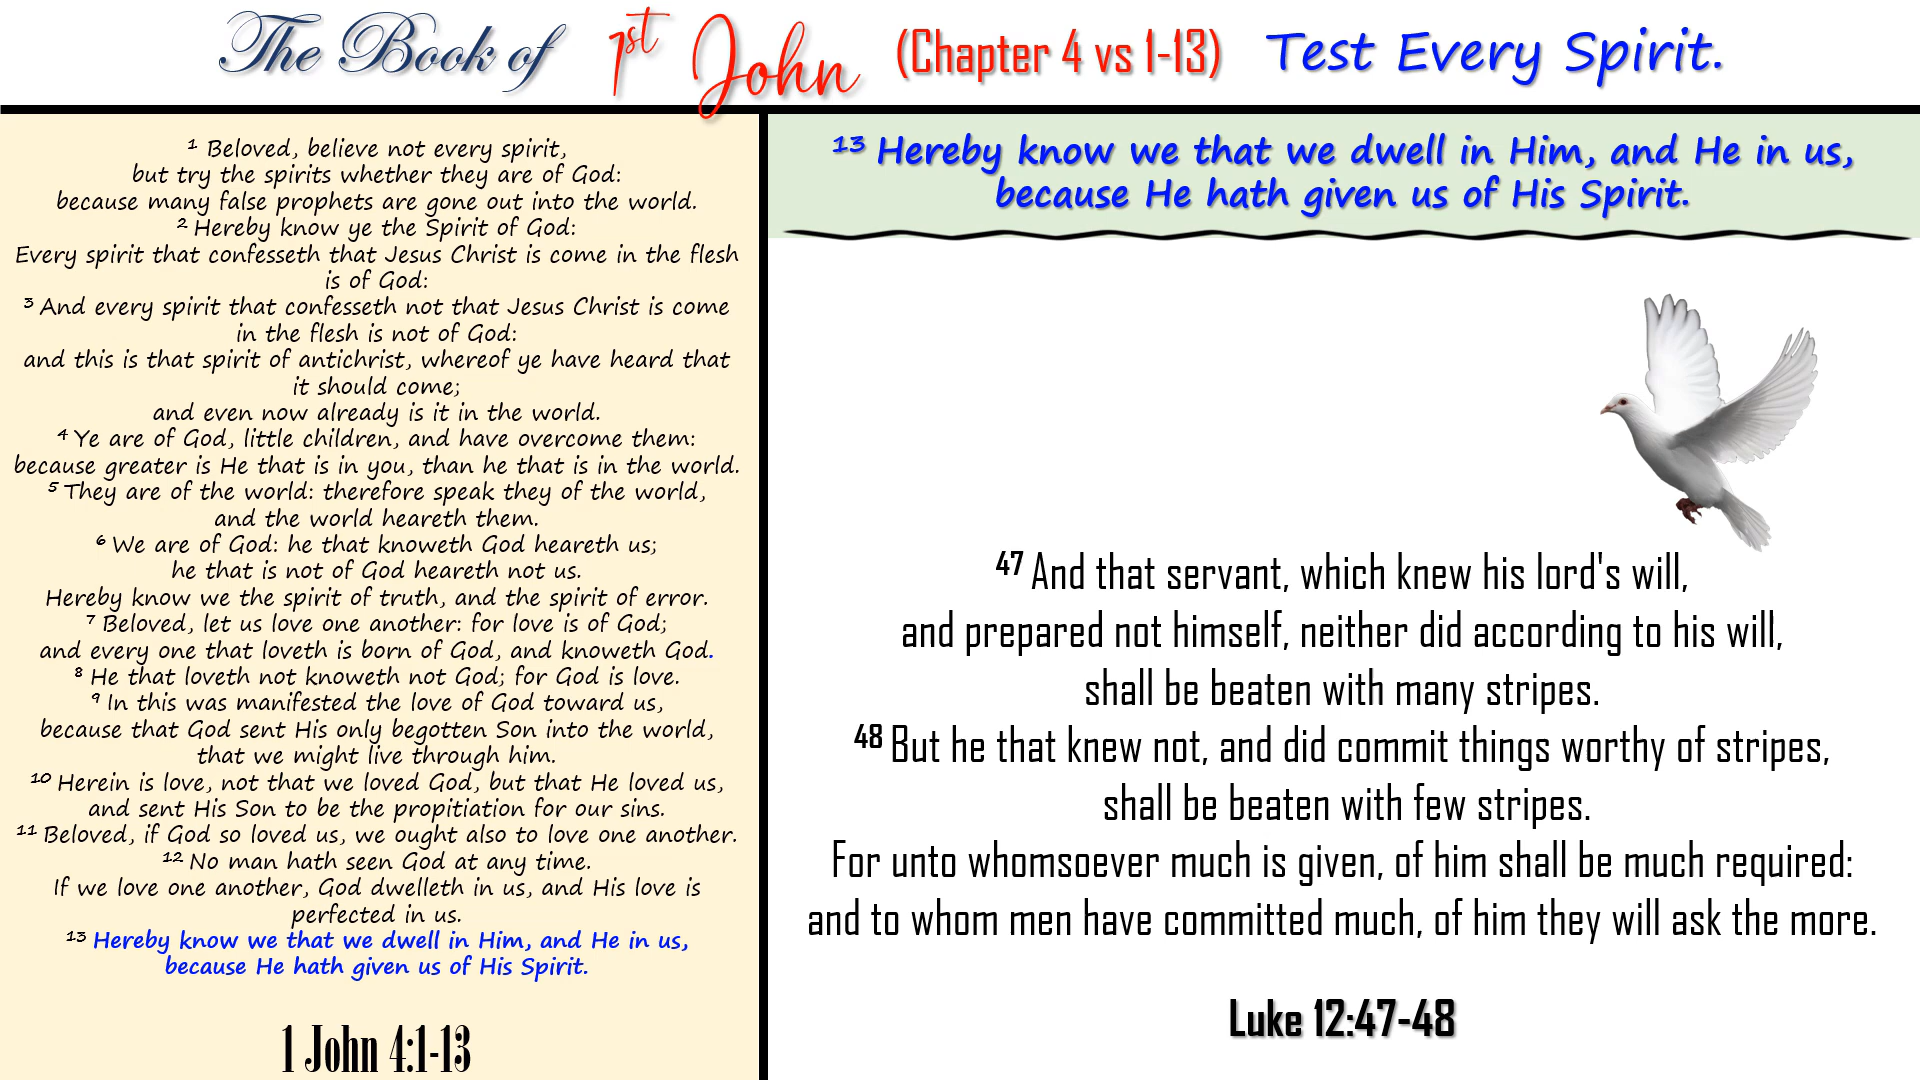 The Book of 1st John (Chapter 4 vs 1-13) Test Every Spirit.
1 Beloved, believe not every spirit,
but try the spirits whether they are of God:
because many false prophets are gone out into the world.
2 Hereby know ye the Spirit of God:
Every spirit that confesseth that Jesus Christ is come in the flesh
is of God:
3 And every spirit that confesseth not that Jesus Christ is come
in the flesh is not of God:
and this is that spirit of antichrist, whereof ye have heard that
it should come;
and even now already is it in the world.
4 Ye are of God, little children, and have overcome them:
because greater is He that is in you, than he that is in the world.
5 They are of the world: therefore speak they of the world,
and the world heareth them.
6 We are of God: he that knoweth God heareth us;
he that is not of God heareth not us.
Hereby know we the spirit of truth, and the spirit of error.
7 Beloved, let us love one another: for love is of God;
and every one that loveth is born of God, and knoweth God.
8 He that loveth not knoweth not God; for God is love.
9 In this was manifested the love of God toward us,
because that God sent His only begotten Son into the world,
that we might live through him.
10 Herein is love, not that we loved God, but that He loved us,
and sent His Son to be the propitiation for our sins.
11 Beloved, if God so loved us, we ought also to love one another.
12 No man hath seen God at any time.
If we love one another, God dwelleth in us, and His love is
perfected in us.
13 Hereby know we that we dwell in Him, and He in us,
because He hath given us of His Spirit.
1 John 4:1-13
13 Hereby know we that we dwell in Him, and He in us,
because He hath given us of His Spirit.
47 And that servant, which knew his lord's will,
and prepared not himself, neither did according to his will,
shall be beaten with many stripes.
48 But he that knew not, and did commit things worthy of stripes,
shall be beaten with few stripes.
For unto whomsoever much is given, of him shall be much required:
and to whom men have committed much, of him they will ask the more.
Luke 12:47-48